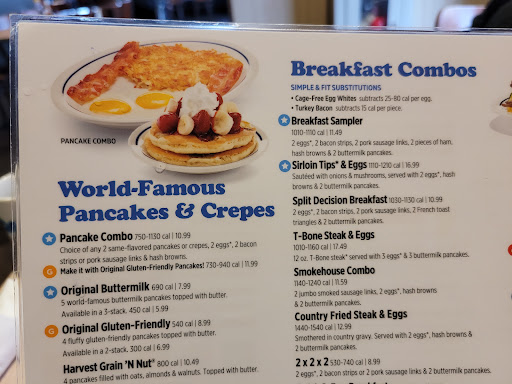 PANCAKE COMBO
World-Famous
Pancakes & Crepes
Pancake Combo 750-1130 cal | 10.99
Choice of any 2 same-flavored pancakes or crepes, 2 eggs*, 2 bacon
strips or pork sausage links & hash browns.
G Make it with Original Gluten-Friendly Pancakes! 730-940 cal | 11.99
Original Buttermilk 690 cal | 7.99
5 world-famous buttermilk pancakes topped with butter.
Available in a 3-stack. 450 cal | 5.99
G Original Gluten-Friendly 540 cal | 8.99
4 fluffy gluten-friendly pancakes topped with butter.
Available in a 2-stack. 300 cal | 6.99
Harvest Grain 'N Nut® 800 cal | 10.49
4 pancakes filled with oats, almonds & walnuts. Topped with butter.
Breakfast Combos
SIMPLE & FIT SUBSTITUTIONS
• Cage-Free Egg Whites subtracts 25-80 cal per egg.
• Turkey Bacon subtracts 15 cal per piece.
Breakfast Sampler
1010-1110 cal | 11.49
2 eggs*, 2 bacon strips, 2 pork sausage links, 2 pieces of ham,
hash browns & 2 buttermilk pancakes.
Sirloin Tips* & Eggs 1110-1210 cal | 16.99
Sautéed with onions & mushrooms, served with 2 eggs*, hash
browns & 2 buttermilk pancakes.
Split Decision Breakfast 1030-1130 cal | 10.99
2 eggs*, 2 bacon strips, 2 pork sausage links, 2 French toast
triangles & 2 buttermilk pancakes.
T-Bone Steak & Eggs
1010-1160 cal | 17.49
12 oz. T-Bone steak* served with 3 eggs* & 3 buttermilk pancakes.
Smokehouse Combo
1140-1240 cal | 11.59
2 jumbo smoked sausage links, 2 eggs*, hash browns
& 2 buttermilk pancakes.
Country Fried Steak & Eggs
1440-1540 cal | 12.99
Smothered in country gravy. Served with 2 eggs*, hash browns &
2 buttermilk pancakes.
2 x 2 x 2 530-740 cal | 8.99
2 eggs*, 2 bacon strips or 2 pork sausage links & 2 buttermilk pancakes.